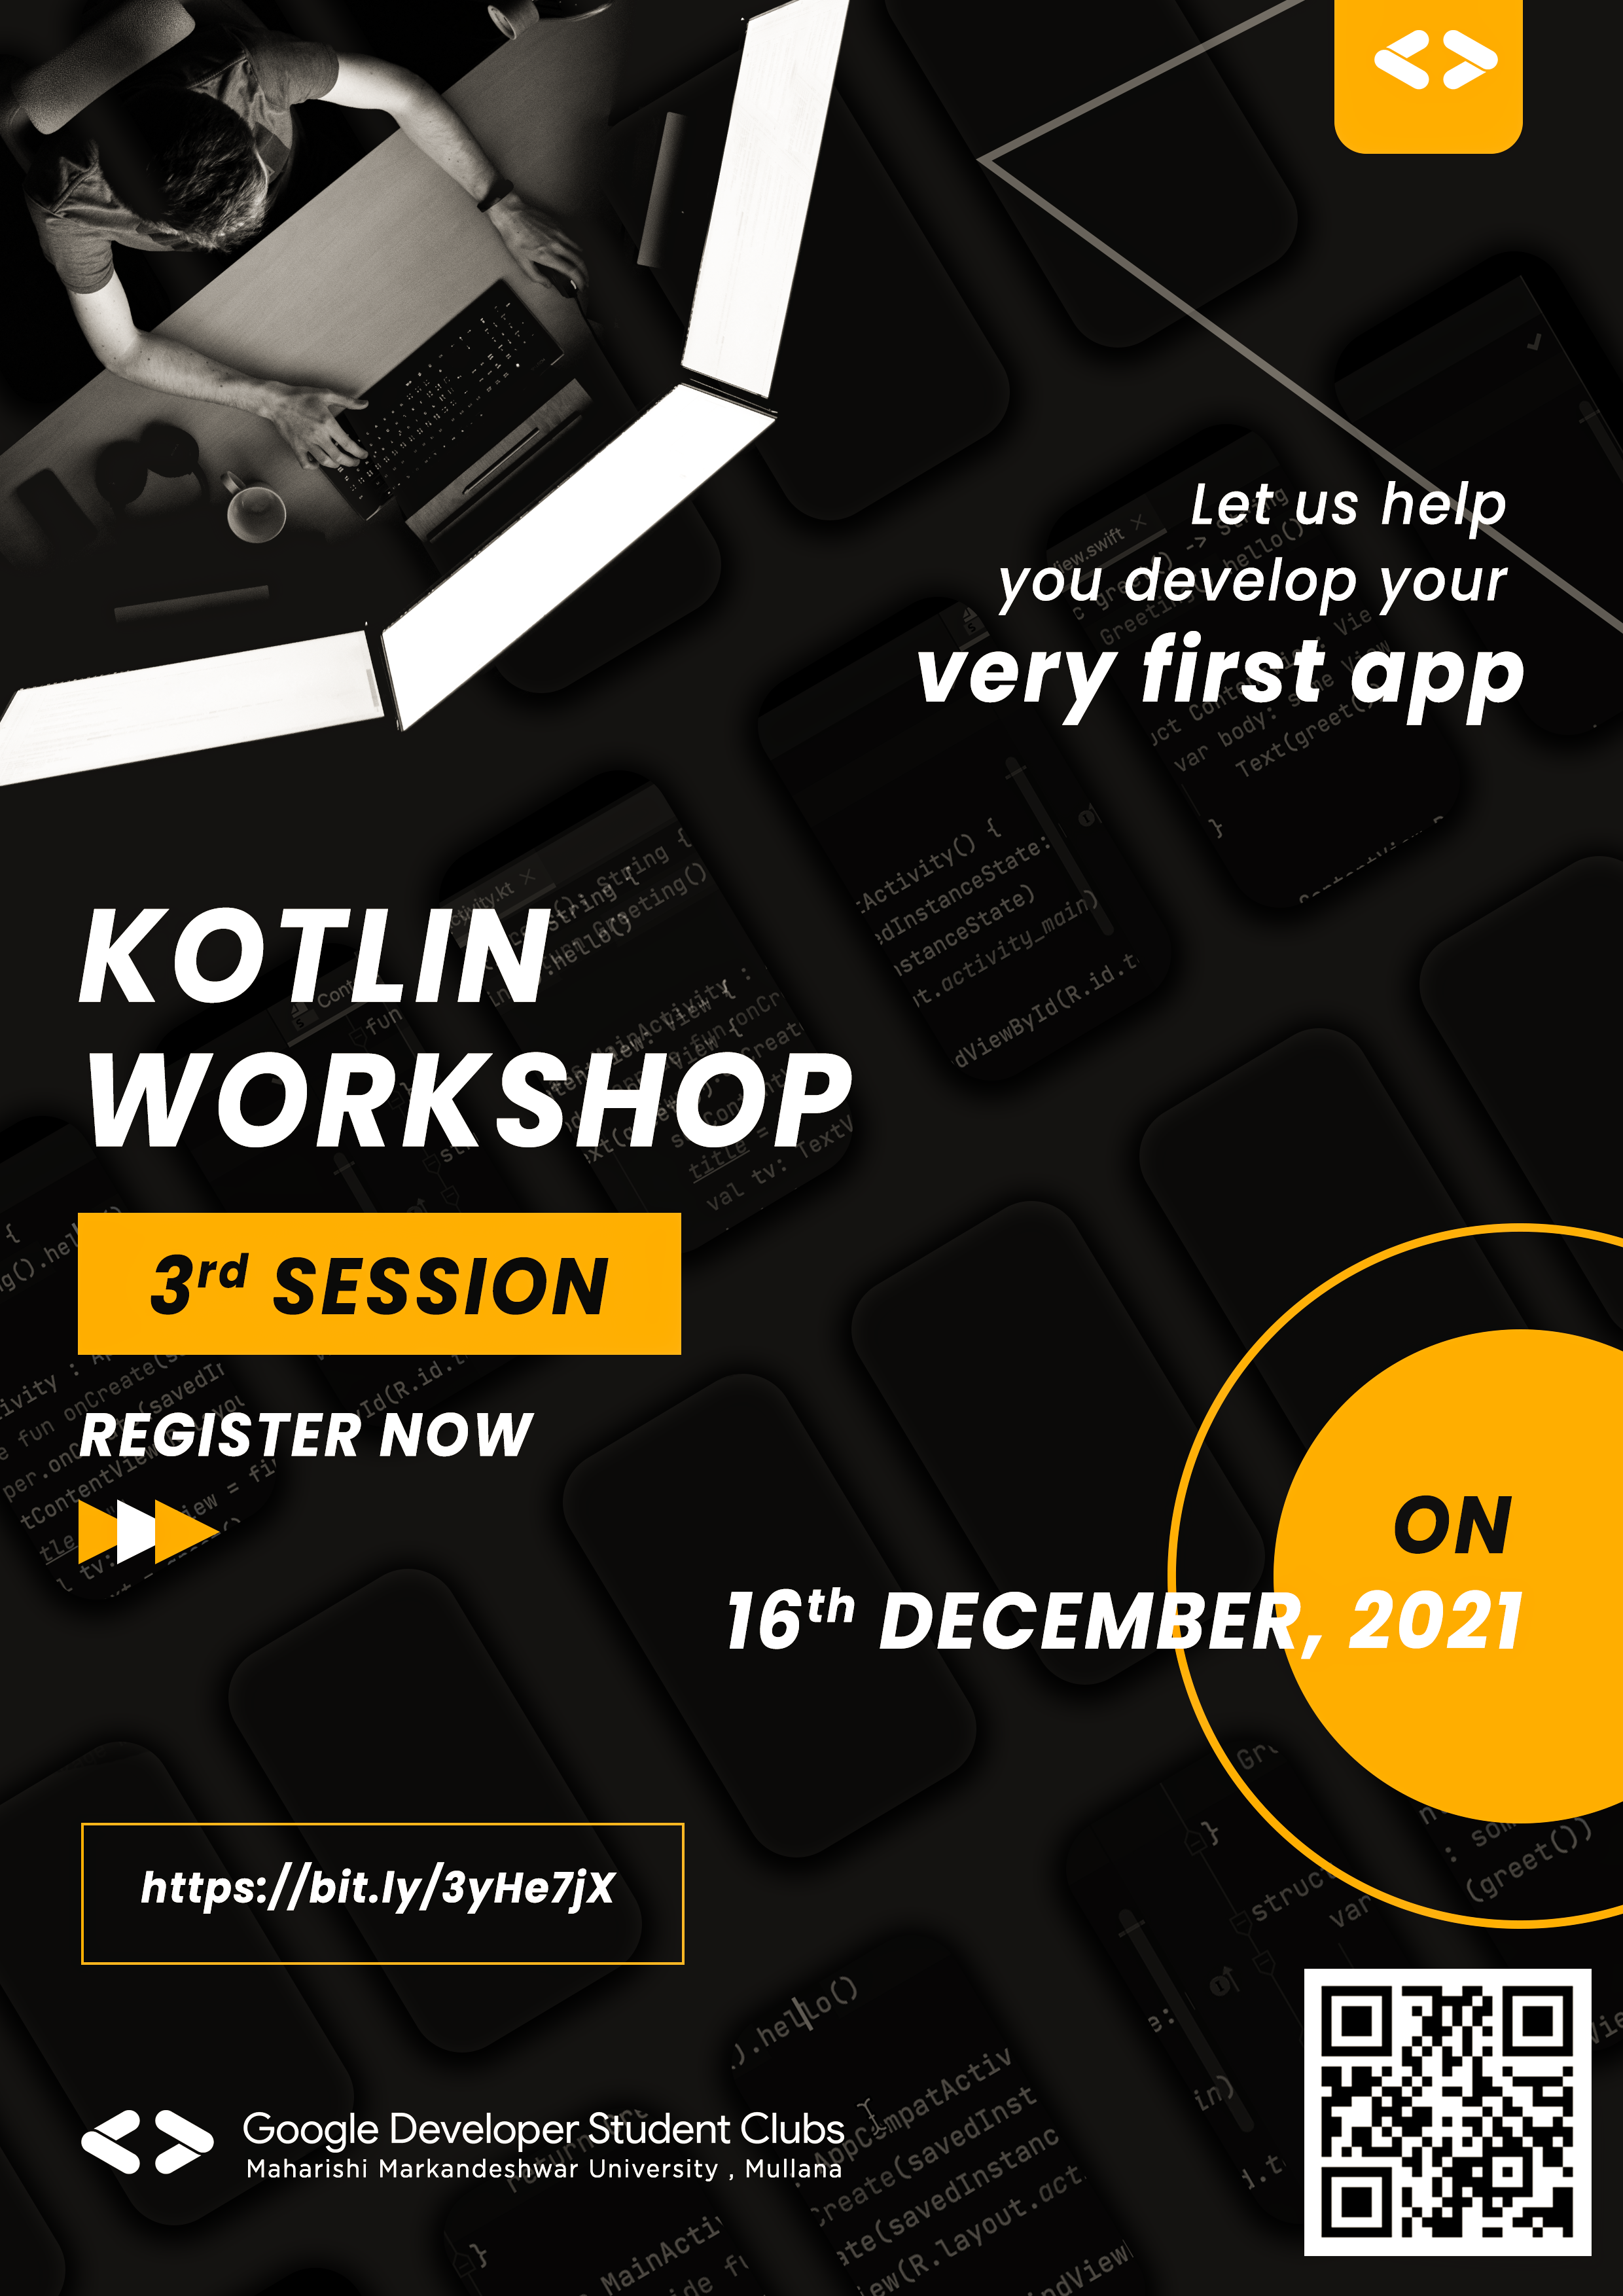 Let us help
you develop your
very first app
KOTLIN
WORKSHOP
3rd SESSION
REGISTER NOW
ON
16th DECEMBER, 2021
https://bit.ly/3yHe7jX
Google Developer Student Clubs
Maharishi Markandeshwar University , Mullana